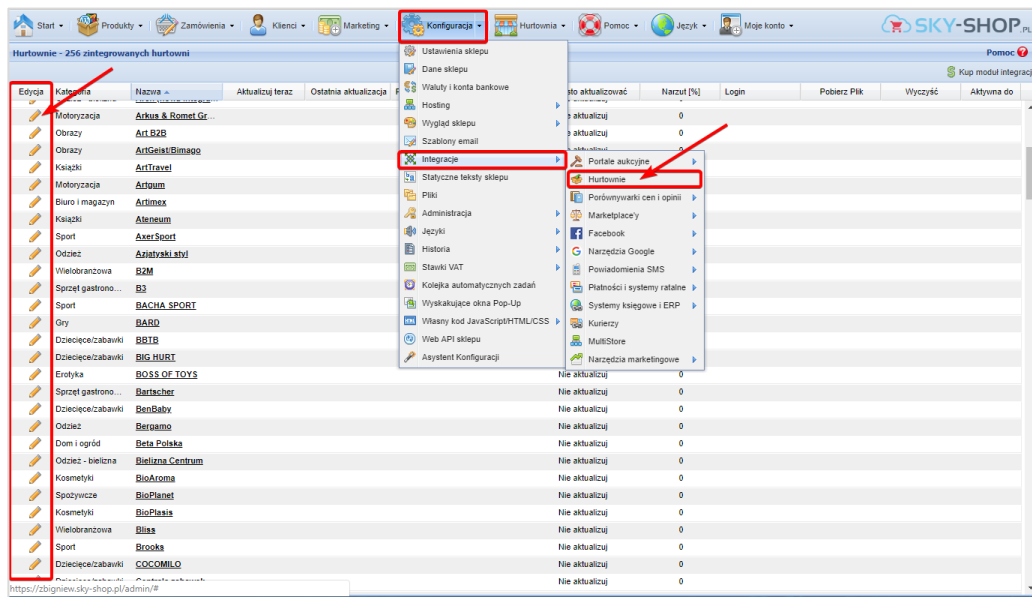 Start Produkty Zamówienia Klienci Marketing Konfiguracja Hurtownia Pomoc Język Moje konto SKY-SHOP.PL
Hurtownie - 256 zintegrowanych hurtowni Pomoc
Kup moduł integracj
Edycja Kategoria Nazwa Aktualizuj teraz Ostatnia aktualizacja sto aktualizować Narzut [%] Login Pobierz Plik Wyczyść Aktywna do
Motoryzacja Arkus & Romet Gr... aktualizuj 0
Obrazy Art B2B aktualizuj 0
Obrazy ArtGeist/Bimago
Książki ArtTravel
Motoryzacja Artgum
Biuro i magazyn Artimex
Książki Ateneum
Sport AxerSport
Odzież Azjatyski styl
Wielobranżowa B2M
Sprzęt gastrono... B3
Sport BACHA SPORT
Gry BARD
Dziecięce/zabawki BBTB
Dziecięce/zabawki BIG HURT
Erotyka BOSS OF TOYS Nie aktualizuj 0
Sprzęt gastrono... Bartscher Nie aktualizuj 0
Dziecięce/zabawki BenBaby Nie aktualizuj 0
Odzież Bergamo Nie aktualizuj 0
Dom i ogród Beta Polska Nie aktualizuj 0
Odzież - bielizna Bielizna Centrum Nie aktualizuj 0
Kosmetyki BioAroma Nie aktualizuj 0
Spożywcze BioPlanet Nie aktualizuj 0
Kosmetyki BioPlasis Nie aktualizuj 0
Wielobranżowa Bliss Nie aktualizuj 0
Sport Brooks Nie aktualizuj 0
Dziecięce/zabawki COCOMILO Nie aktualizuj 0
Nie aktualizuj 0
https://zbigniew.sky-shop.pl/admin/#
Ustawienia sklepu
Dane sklepu
Waluty i konta bankowe
Hosting
Wygląd sklepu
Szablony email
Integracje
Statyczne teksty sklepu
Pliki
Administracja
Języki
Historia
Stawki VAT
Kolejka automatycznych zadań
Wyskakujące okna Pop-Up
Własny kod JavaScript/HTML/CSS
Web API sklepu
Asystent Konfiguracji
Portale aukcyjne
Hurtownie
Porównywarki cen i opinii
Marketplace'y
Facebook
Narzędzia Google
Powiadomienia SMS
Płatności i systemy ratalne
Systemy księgowe i ERP
Kurierzy
MultiStore
Narzędzia marketingowe